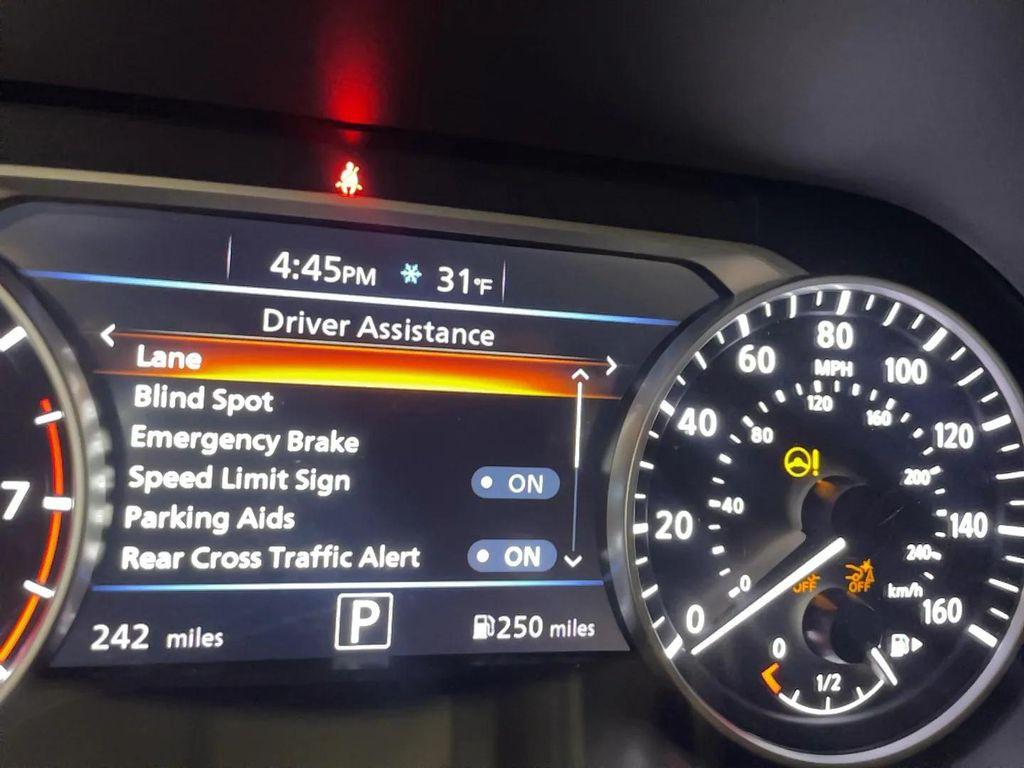 4:45PM 31°F
Driver Assistance
Lane
Blind Spot
Emergency Brake
Speed Limit Sign ON
Parking Aids
Rear Cross Traffic Alert ON
242 miles P 250 miles
7
0 20 40 60 80 100 120 140 160
MPH
0 40 80 120 160 200 240
km/h
!
OFF OFF
0 1/2